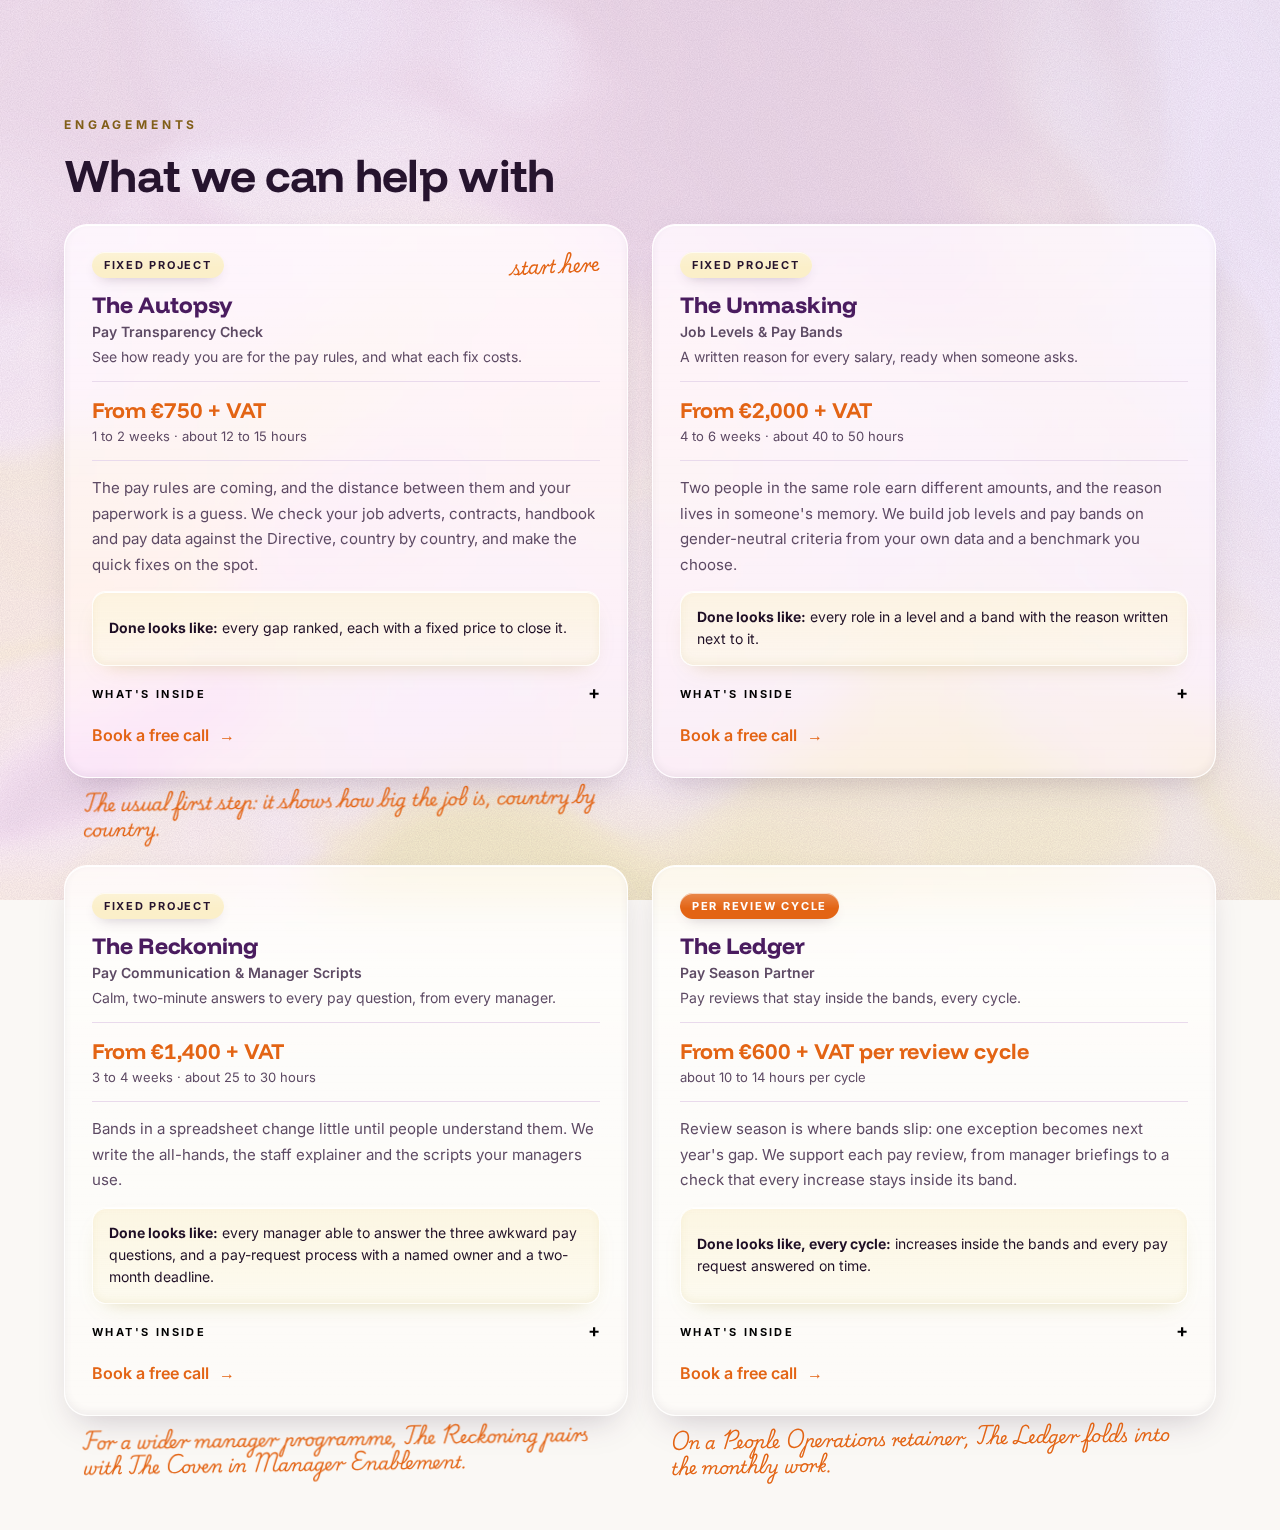 ENGAGEMENTS
What we can help with
FIXED PROJECT
start here
The Autopsy
Pay Transparency Check
See how ready you are for the pay rules, and what each fix costs.
From €750 + VAT
1 to 2 weeks · about 12 to 15 hours
The pay rules are coming, and the distance between them and your
paperwork is a guess. We check your job adverts, contracts, handbook
and pay data against the Directive, country by country, and make the
quick fixes on the spot.
Done looks like: every gap ranked, each with a fixed price to close it.
WHAT'S INSIDE +
Book a free call →
The usual first step: it shows how big the job is, country by
country.
FIXED PROJECT
The Unmasking
Job Levels & Pay Bands
A written reason for every salary, ready when someone asks.
From €2,000 + VAT
4 to 6 weeks · about 40 to 50 hours
Two people in the same role earn different amounts, and the reason
lives in someone's memory. We build job levels and pay bands on
gender-neutral criteria from your own data and a benchmark you
choose.
Done looks like: every role in a level and a band with the reason written
next to it.
WHAT'S INSIDE +
Book a free call →
FIXED PROJECT
The Reckoning
Pay Communication & Manager Scripts
Calm, two-minute answers to every pay question, from every manager.
From €1,400 + VAT
3 to 4 weeks · about 25 to 30 hours
Bands in a spreadsheet change little until people understand them. We
write the all-hands, the staff explainer and the scripts your managers
use.
Done looks like: every manager able to answer the three awkward pay
questions, and a pay-request process with a named owner and a two-
month deadline.
WHAT'S INSIDE +
Book a free call →
For a wider manager programme, The Reckoning pairs
with The Coven in Manager Enablement.
PER REVIEW CYCLE
The Ledger
Pay Season Partner
Pay reviews that stay inside the bands, every cycle.
From €600 + VAT per review cycle
about 10 to 14 hours per cycle
Review season is where bands slip: one exception becomes next
year's gap. We support each pay review, from manager briefings to a
check that every increase stays inside its band.
Done looks like, every cycle: increases inside the bands and every pay
request answered on time.
WHAT'S INSIDE +
Book a free call →
On a People Operations retainer, The Ledger folds into
the monthly work.